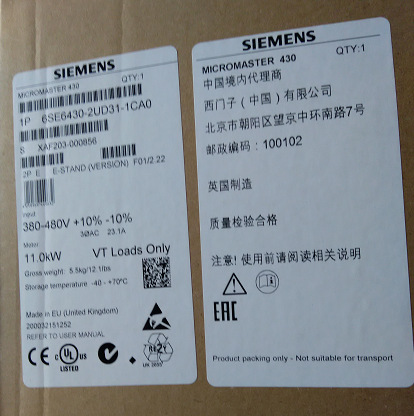 SIEMENS
MICROMASTER 430 QTY:1
1P 6SE6430-2UD31-1CA0
S XAF203-000856
2P E E-STAND (VERSION) F01/2.22
Input
380-480V +10% -10%
3ØAC 23.1A
Motor
11.0kW VT Loads Only
Gross weight: 5.5kg/12.1lbs
Storage temperature: -40 - +70°C
Made in EU (United Kingdom)
200032151252
REFER TO USER MANUAL
CE C UL US
LISTED
SIEMENS
MICROMASTER 430 QTY:1
中国境内代理商
西门子（中国）有限公司
北京市朝阳区望京中环南路7号
邮政编码：100102
英国制造
质量检验合格
注意! 使用前请阅读相关说明
EAC
Product packing only - Not suitable for transport